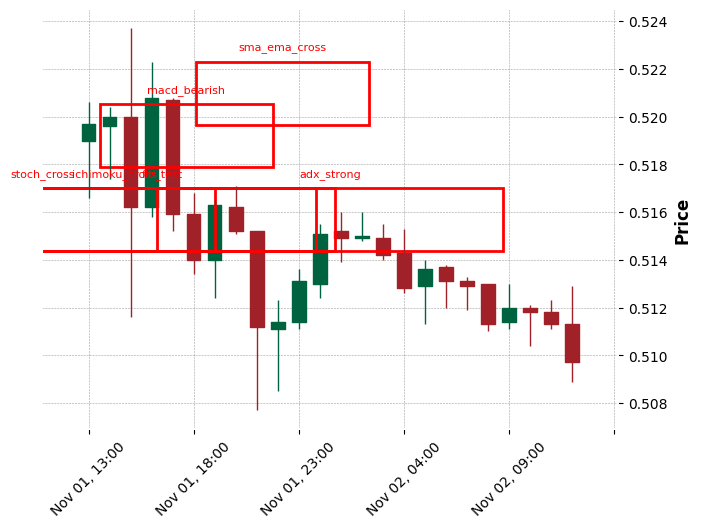 sma_ema_cross
macd_bearish
adx_strong
0.524
0.522
0.520
0.518
0.516
0.514
0.512
0.510
0.508
Price
Nov 01, 13:00
Nov 01, 18:00
Nov 01, 23:00
Nov 02, 04:00
Nov 02, 09:00